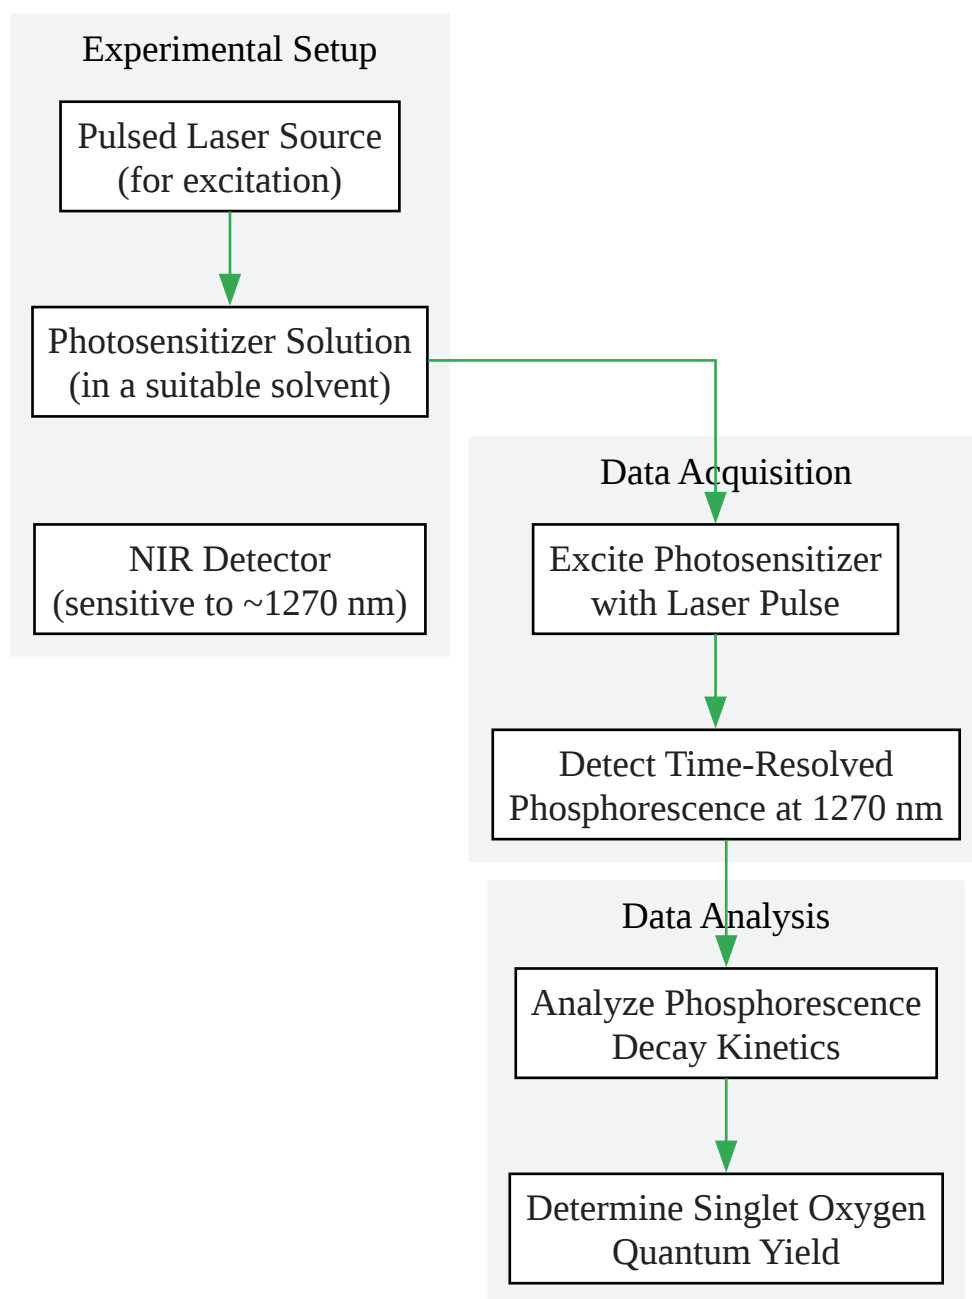 Experimental Setup
Pulsed Laser Source
(for excitation)
Photosensitizer Solution
(in a suitable solvent)
NIR Detector
(sensitive to ~1270 nm)
Data Acquisition
Excite Photosensitizer
with Laser Pulse
Detect Time-Resolved
Phosphorescence at 1270 nm
Data Analysis
Analyze Phosphorescence
Decay Kinetics
Determine Singlet Oxygen
Quantum Yield